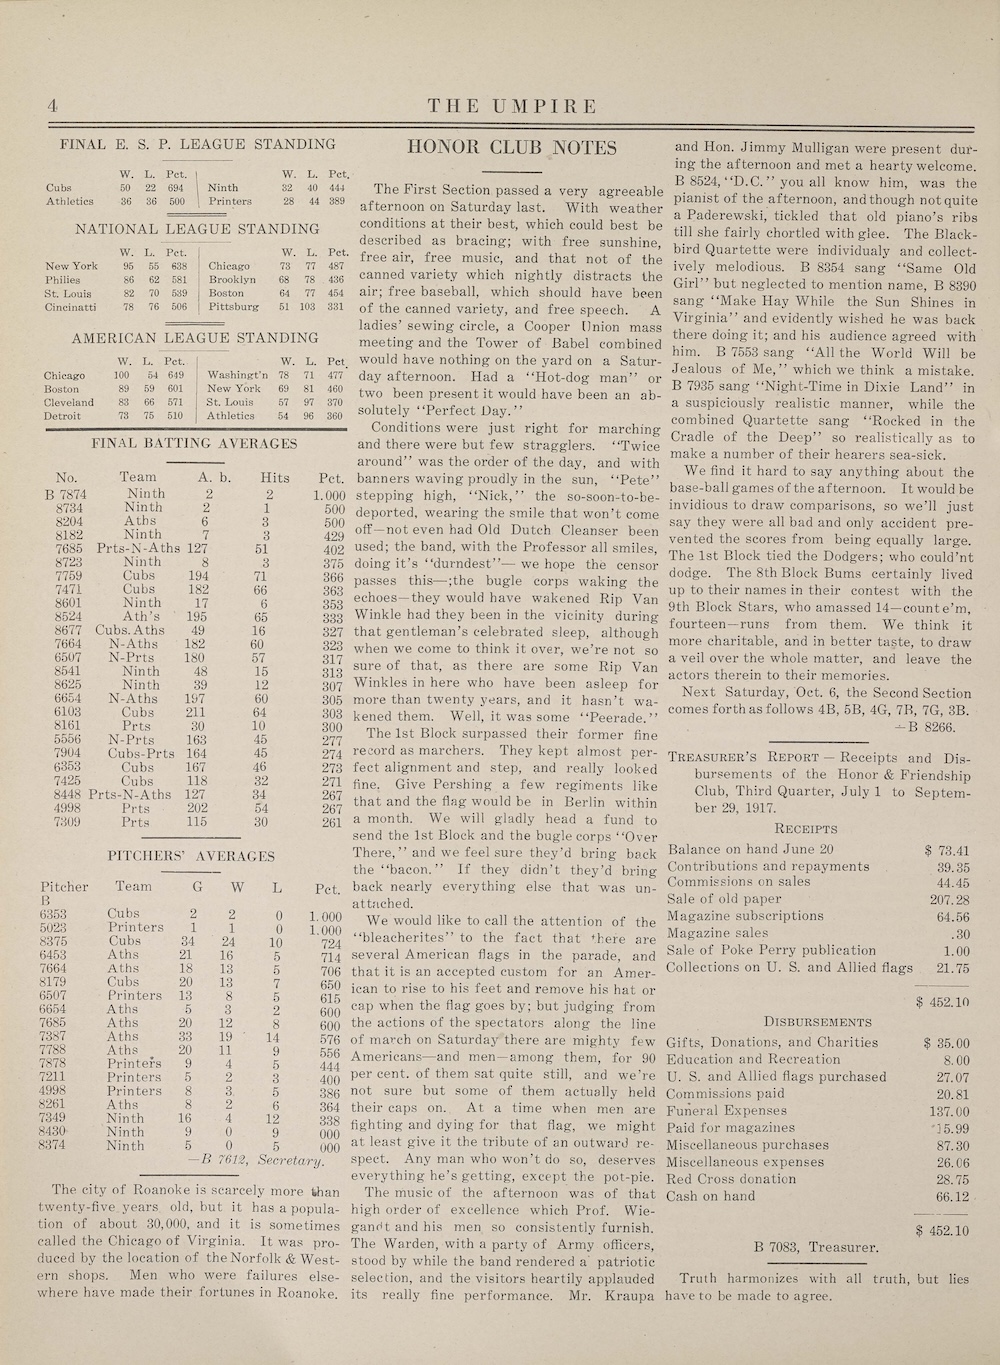 4
THE UMPIRE
FINAL E. S. P. LEAGUE STANDING
W. L. Pct. W. L. Pct.
Cubs 50 22 694 Ninth 32 40 444
Athletics 36 36 500 Printers 28 44 389
NATIONAL LEAGUE STANDING
W. L. Pct. W. L. Pct.
New York 95 55 638 Chicago 73 77 487
Philies 86 62 581 Brooklyn 68 78 436
St. Louis 82 70 539 Boston 64 77 454
Cincinatti 78 76 506 Pittsburg 51 103 331
AMERICAN LEAGUE STANDING
W. L. Pct. W. L. Pct.
Chicago 100 54 649 Washingt'n 78 71 477
Boston 89 59 601 New York 69 81 460
Cleveland 83 66 571 St. Louis 57 97 370
Detroit 73 75 510 Athletics 54 96 360
FINAL BATTING AVERAGES
No. Team A. b. Hits Pct.
B 7874 Ninth 2 2 1.000
8734 Ninth 2 1 500
8204 Aths 6 3 500
8182 Ninth 7 3 429
7685 Prts-N-Aths 127 51 402
8723 Ninth 8 3 375
7759 Cubs 194 71 366
7471 Cubs 182 66 363
8601 Ninth 17 6 353
8524 Ath's 195 65 333
8677 Cubs. Aths 49 16 327
7664 N-Aths 182 60 323
6507 N-Prts 180 57 317
8541 Ninth 48 15 313
8625 Ninth 39 12 307
6654 N-Aths 197 60 305
6103 Cubs 211 64 303
8161 Prts 30 10 300
5556 N-Prts 163 45 277
7904 Cubs-Prts 164 45 274
6353 Cubs 167 46 273
7425 Cubs 118 32 271
8448 Prts-N-Aths 127 34 267
4998 Prts 202 54 267
7309 Prts 115 30 261
PITCHERS' AVERAGES
Pitcher Team G W L Pct.
B
6353 Cubs 2 2 0 1.000
5023 Printers 1 1 0 1.000
8375 Cubs 34 24 10 724
6453 Aths 21 16 5 714
7664 Aths 18 13 5 706
8179 Cubs 20 13 7 650
6507 Printers 13 8 5 615
6654 Aths 5 3 2 600
7685 Aths 20 12 8 600
7387 Aths 33 19 14 576
7788 Aths 20 11 9 556
7878 Printers 9 4 5 444
7211 Printers 5 2 3 400
4998 Printers 8 3 5 386
8261 Aths 8 2 6 364
7349 Ninth 16 4 12 338
8430 Ninth 9 0 9 000
8374 Ninth 5 0 5 000
—B 7612, Secretary.
The city of Roanoke is scarcely more than
twenty-five years old, but it has a popula-
tion of about 30,000, and it is sometimes
called the Chicago of Virginia. It was pro-
duced by the location of the Norfolk & West-
ern shops. Men who were failures else-
where have made their fortunes in Roanoke.
HONOR CLUB NOTES
The First Section passed a very agreeable
afternoon on Saturday last. With weather
conditions at their best, which could best be
described as bracing; with free sunshine,
free air, free music, and that not of the
canned variety which nightly distracts the
air; free baseball, which should have been
of the canned variety, and free speech. A
ladies' sewing circle, a Cooper Union mass
meeting and the Tower of Babel combined
would have nothing on the yard on a Satur-
day afternoon. Had a "Hot-dog man" or
two been present it would have been an ab-
solutely "Perfect Day."
Conditions were just right for marching
and there were but few stragglers. "Twice
around" was the order of the day, and with
banners waving proudly in the sun, "Pete"
stepping high, "Nick," the so-soon-to-be-
deported, wearing the smile that won't come
off—not even had Old Dutch Cleanser been
used; the band, with the Professor all smiles,
doing it's "durndest"—we hope the censor
passes this—;the bugle corps waking the
echoes—they would have wakened Rip Van
Winkle had they been in the vicinity during
that gentleman's celebrated sleep, although
when we come to think it over, we're not so
sure of that, as there are some Rip Van
Winkles in here who have been asleep for
more than twenty years, and it hasn't wa-
kened them. Well, it was some "Peerade."
The 1st Block surpassed their former fine
record as marchers. They kept almost per-
fect alignment and step, and really looked
fine. Give Pershing a few regiments like
that and the flag would be in Berlin within
a month. We will gladly head a fund to
send the 1st Block and the bugle corps "Over
There," and we feel sure they'd bring back
the "bacon." If they didn't they'd bring
back nearly everything else that was un-
attached.
We would like to call the attention of the
"bleacherites" to the fact that there are
several American flags in the parade, and
that it is an accepted custom for an Amer-
ican to rise to his feet and remove his hat or
cap when the flag goes by; but judging from
the actions of the spectators along the line
of march on Saturday there are mighty few
Americans—and men—among them, for 90
per cent. of them sat quite still, and we're
not sure but some of them actually held
their caps on. At a time when men are
fighting and dying for that flag, we might
at least give it the tribute of an outward re-
spect. Any man who won't do so, deserves
everything he's getting, except the pot-pie.
The music of the afternoon was of that
high order of excellence which Prof. Wie-
gandt and his men so consistently furnish.
The Warden, with a party of Army officers,
stood by while the band rendered a patriotic
selection, and the visitors heartily applauded
its really fine performance. Mr. Kraupa
and Hon. Jimmy Mulligan were present dur-
ing the afternoon and met a hearty welcome.
B 8524, "D.C." you all know him, was the
pianist of the afternoon, and though not quite
a Paderewski, tickled that old piano's ribs
till she fairly chortled with glee. The Black-
bird Quartette were individualy and collect-
ively melodious. B 8354 sang "Same Old
Girl" but neglected to mention name, B 8390
sang "Make Hay While the Sun Shines in
Virginia" and evidently wished he was back
there doing it; and his audience agreed with
him. B 7553 sang "All the World Will be
Jealous of Me," which we think a mistake.
B 7935 sang "Night-Time in Dixie Land" in
a suspiciously realistic manner, while the
combined Quartette sang "Rocked in the
Cradle of the Deep" so realistically as to
make a number of their hearers sea-sick.
We find it hard to say anything about the
base-ball games of the afternoon. It would be
invidious to draw comparisons, so we'll just
say they were all bad and only accident pre-
vented the scores from being equally large.
The 1st Block tied the Dodgers; who could'nt
dodge. The 8th Block Bums certainly lived
up to their names in their contest with the
9th Block Stars, who amassed 14—count e'm,
fourteen—runs from them. We think it
more charitable, and in better taste, to draw
a veil over the whole matter, and leave the
actors therein to their memories.
Next Saturday, Oct. 6, the Second Section
comes forth as follows 4B, 5B, 4G, 7B, 7G, 3B.
—B 8266.
TREASURER'S REPORT — Receipts and Dis-
bursements of the Honor & Friendship
Club, Third Quarter, July 1 to Septem-
ber 29, 1917.
RECEIPTS
Balance on hand June 20 $ 73.41
Contributions and repayments 39.35
Commissions on sales 44.45
Sale of old paper 207.28
Magazine subscriptions 64.56
Magazine sales .30
Sale of Poke Perry publication 1.00
Collections on U. S. and Allied flags 21.75
$ 452.10
DISBURSEMENTS
Gifts, Donations, and Charities $ 35.00
Education and Recreation 8.00
U. S. and Allied flags purchased 27.07
Commissions paid 20.81
Funeral Expenses 137.00
Paid for magazines 15.99
Miscellaneous purchases 87.30
Miscellaneous expenses 26.06
Red Cross donation 28.75
Cash on hand 66.12
$ 452.10
B 7083, Treasurer.
Truth harmonizes with all truth, but lies
have to be made to agree.